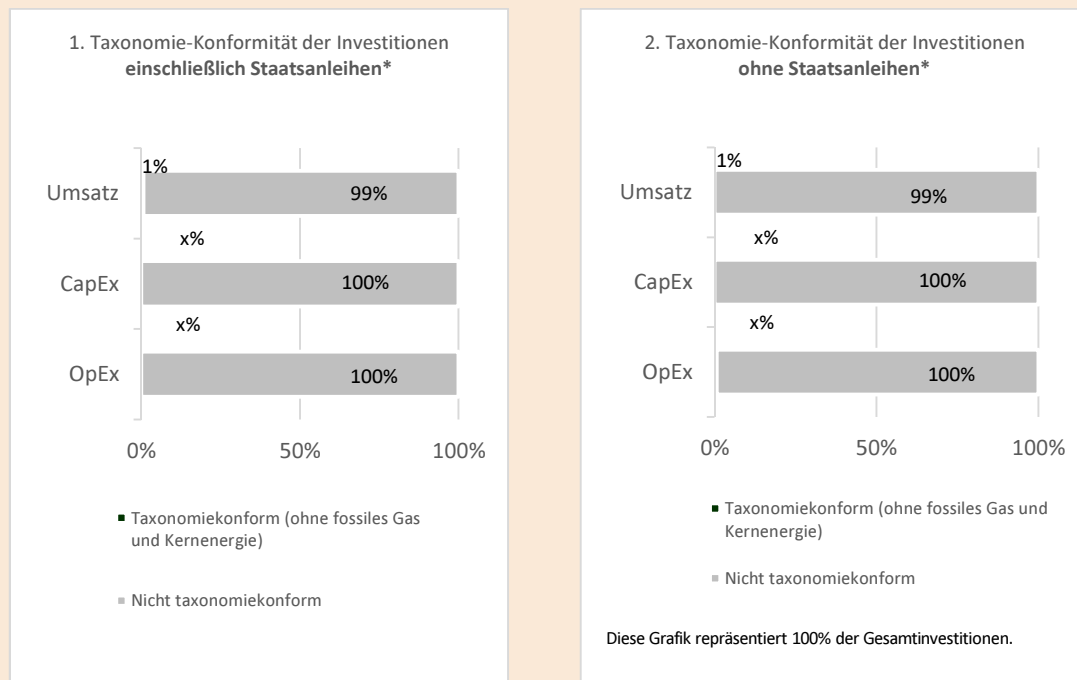 1. Taxonomie-Konformität der Investitionen
einschließlich Staatsanleihen*
1%
Umsatz
99%
x%
CapEx
100%
x%
OpEx
100%
0%
50%
100%
Taxonomiekonform (ohne fossiles Gas
und Kernenergie)
Nicht taxonomiekonform
2. Taxonomie-Konformität der Investitionen
ohne Staatsanleihen*
1%
Umsatz
99%
x%
CapEx
100%
x%
OpEx
100%
0%
50%
100%
Taxonomiekonform (ohne fossiles Gas und
Kernenergie)
Nicht taxonomiekonform
Diese Grafik repräsentiert 100% der Gesamtinvestitionen.